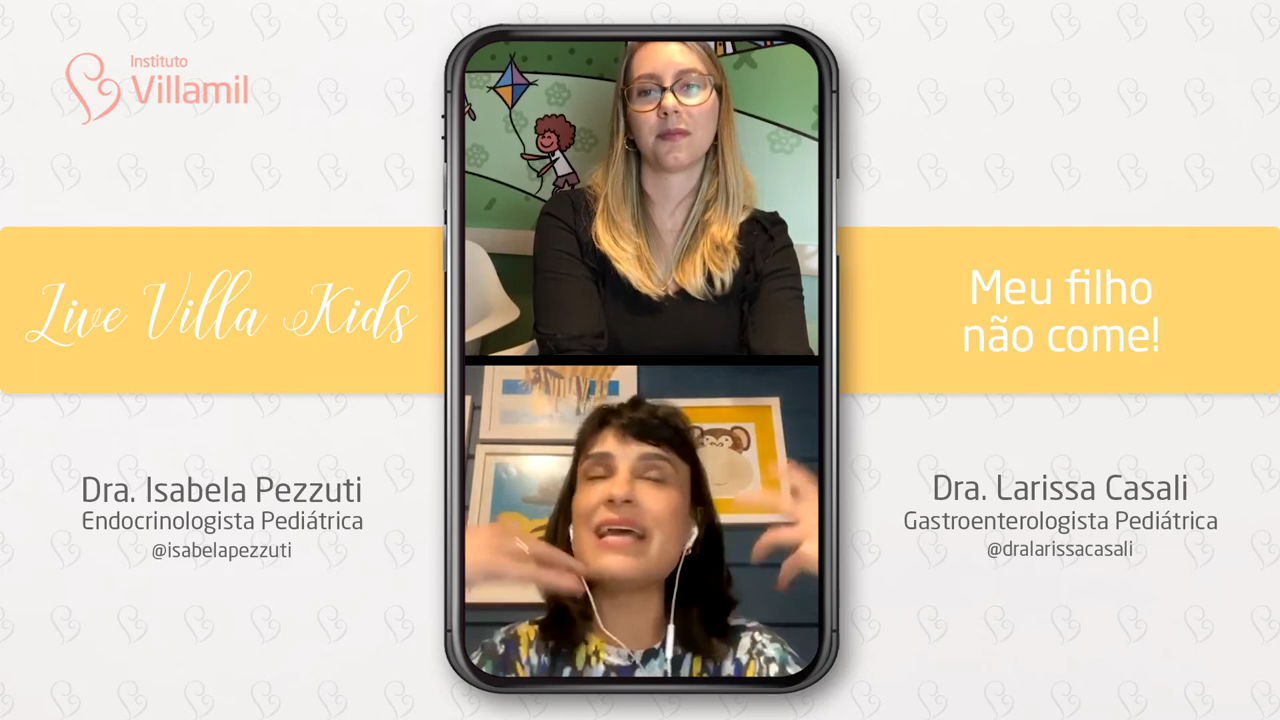 Instituto
Villamil
Live Villa Kids
Meu filho
não come!
Dra. Isabela Pezzuti
Endocrinologista Pediátrica
@isabelapezzuti
Dra. Larissa Casali
Gastroenterologista Pediátrica
@dralarissacasali